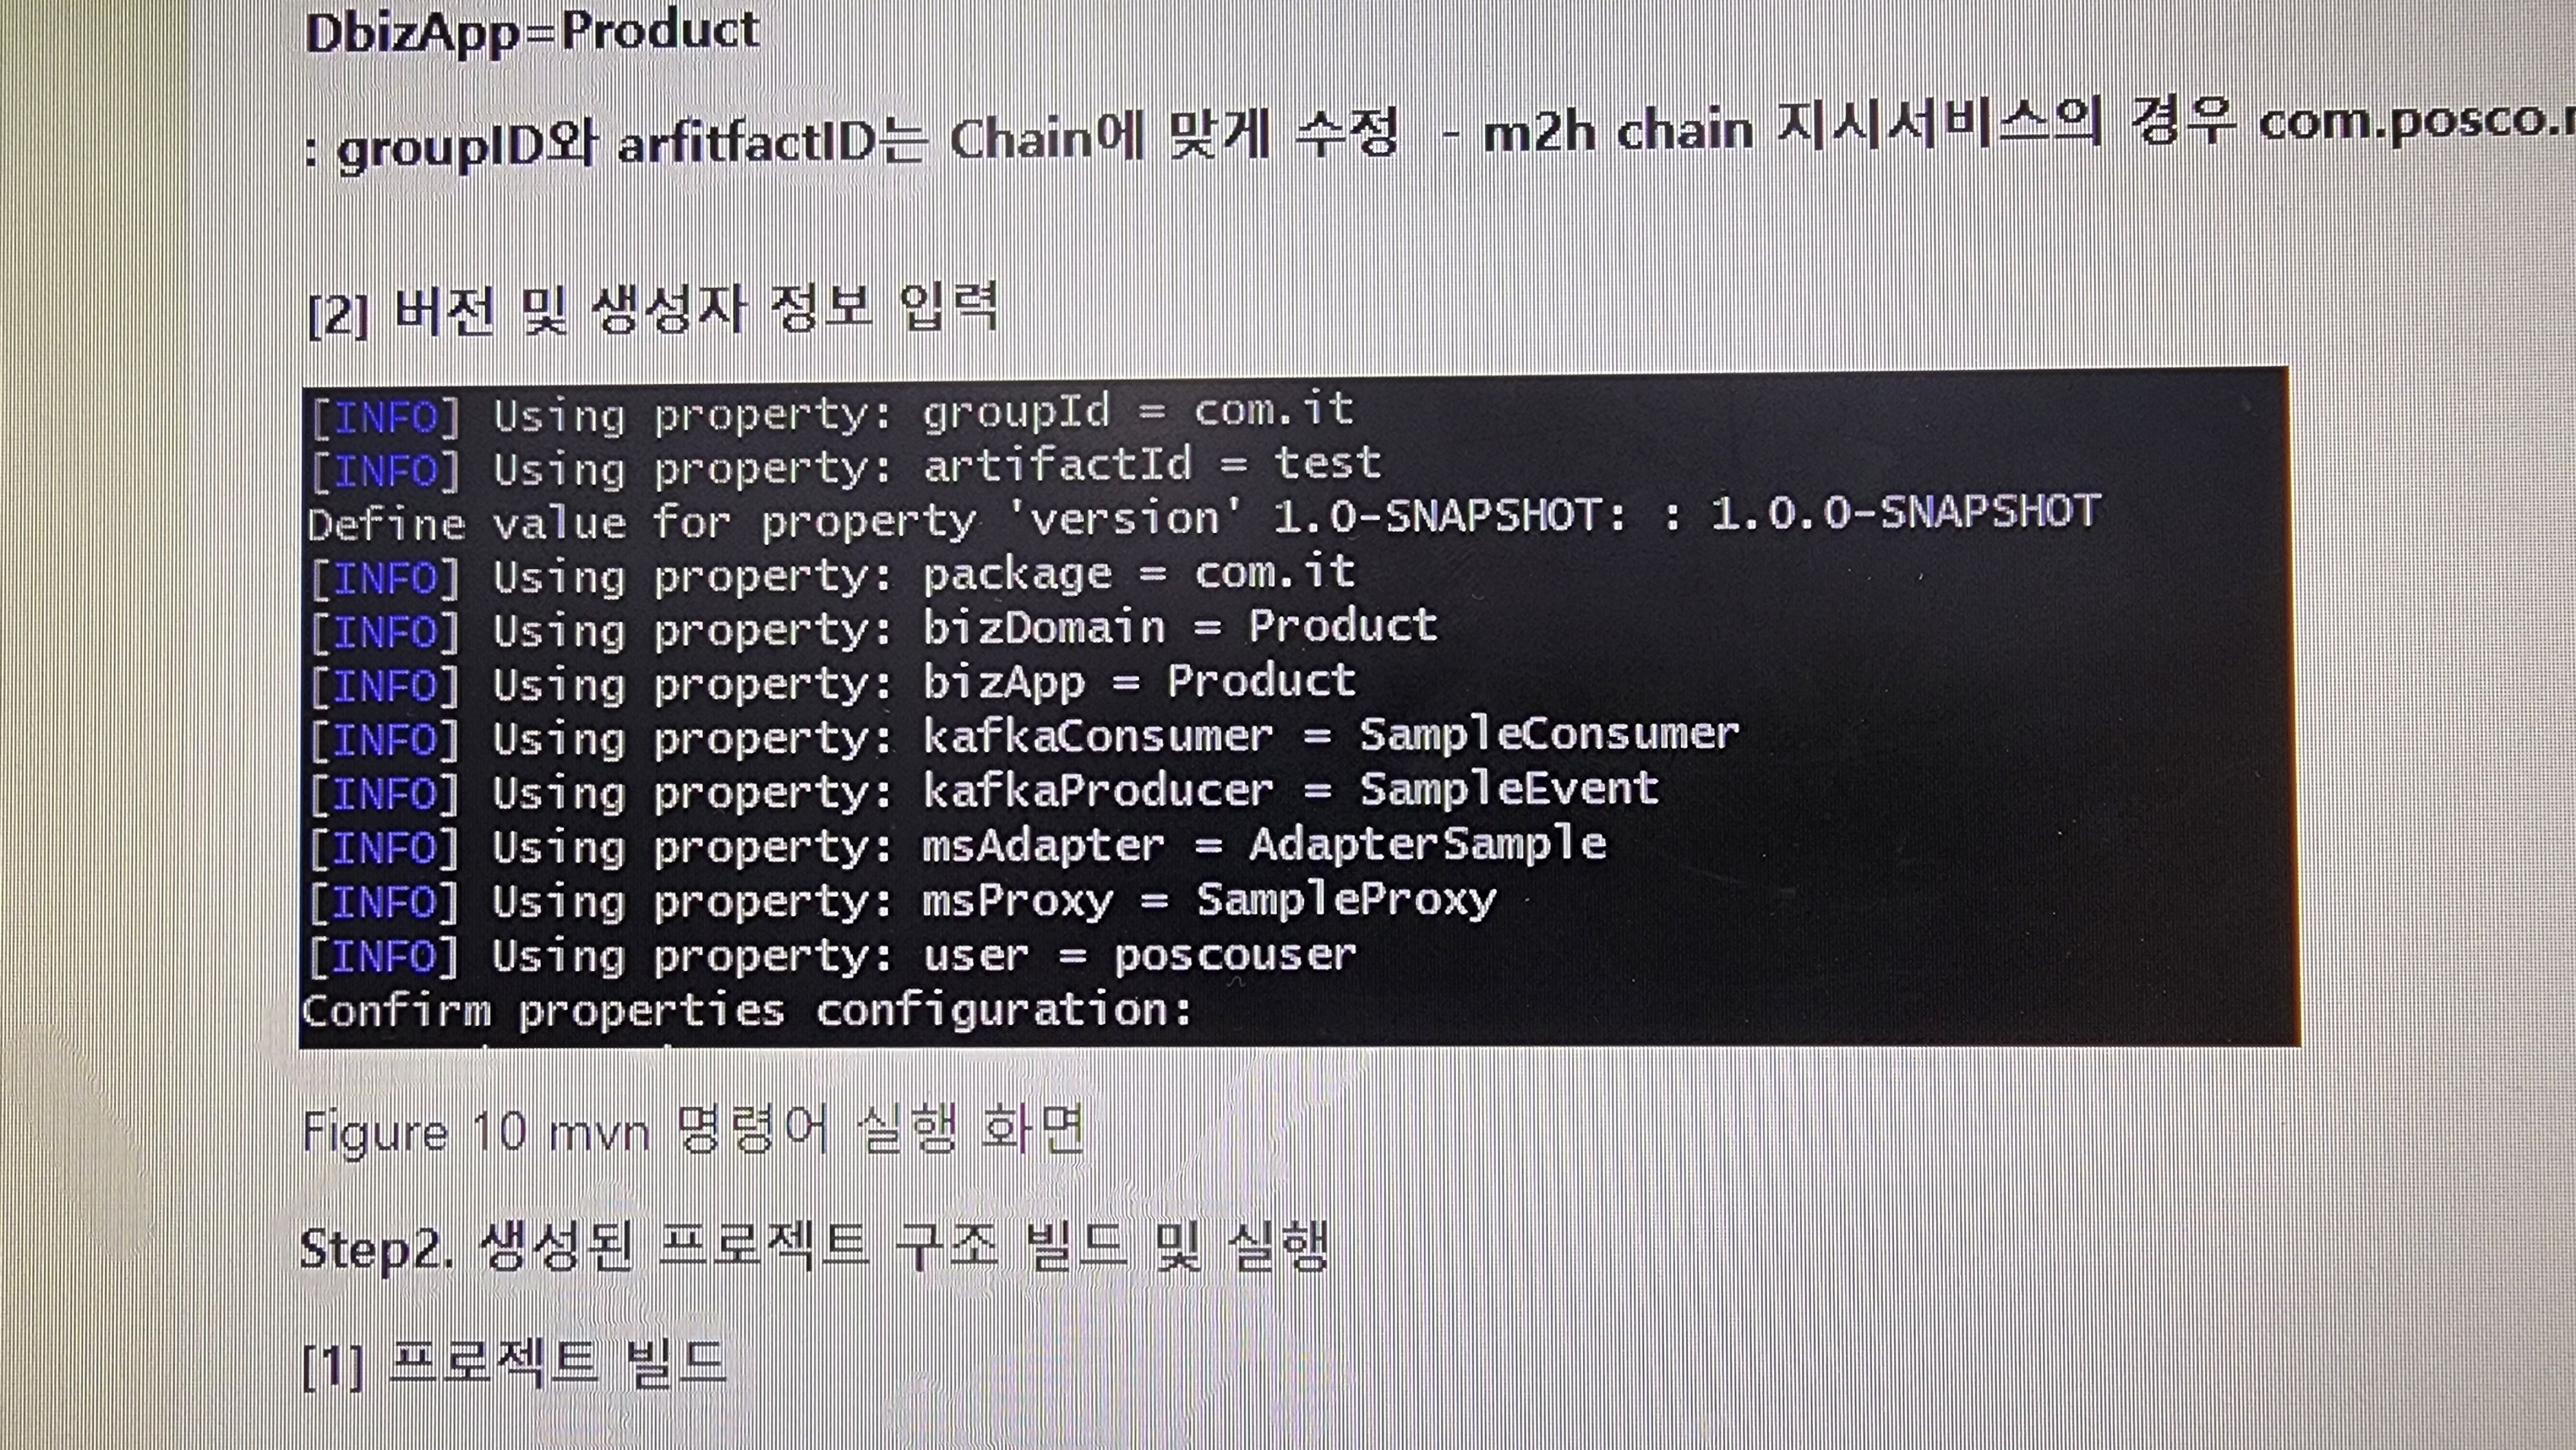 DbizApp=Product
: groupID와 arfitfactID는 Chain에 맞게 수정 - m2h chain 지시서비스의 경우 com.posco.
[2] 버전 및 생성자 정보 입력
[INFO] Using property: groupId = com.it
[INFO] Using property: artifactId = test
Define value for property 'version' 1.0-SNAPSHOT: : 1.0.0-SNAPSHOT
[INFO] Using property: package = com.it
[INFO] Using property: bizDomain = Product
[INFO] Using property: bizApp = Product
[INFO] Using property: kafkaConsumer = SampleConsumer
[INFO] Using property: kafkaProducer = SampleEvent
[INFO] Using property: msAdapter = AdapterSample
[INFO] Using property: msProxy = SampleProxy
[INFO] Using property: user = poscouser
Confirm properties configuration:
Figure 10 mvn 명령어 실행 화면
Step2. 생성된 프로젝트 구조 빌드 및 실행
[1] 프로젝트 빌드